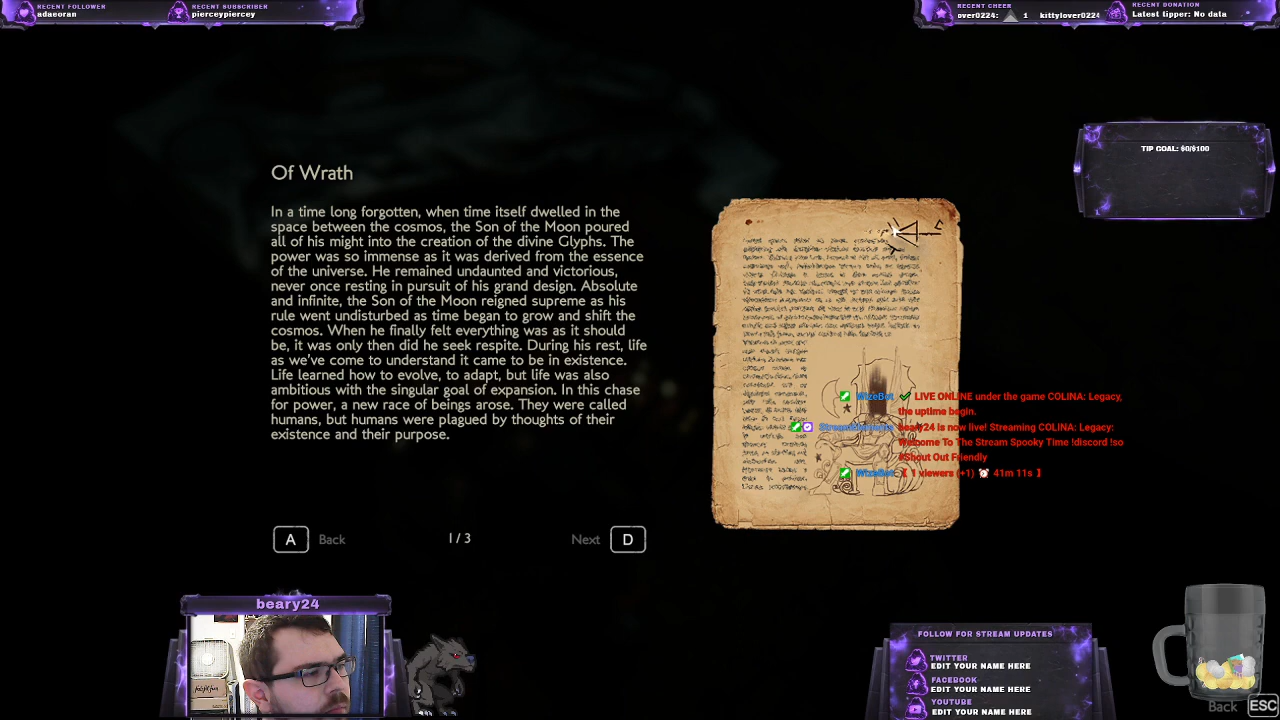 RECENT FOLLOWER
adaeoran
RECENT SUBSCRIBER
pierceypiercey
RECENT CHEER
over0224: 1 kittylover0224
RECENT DONATION
Latest tipper: No data
TIP GOAL: $0/$100
Of Wrath
In a time long forgotten, when time itself dwelled in the
space between the cosmos, the Son of the Moon poured
all of his might into the creation of the divine Glyphs. The
power was so immense as it was derived from the essence
of the universe. He remained undaunted and victorious,
never once resting in pursuit of his grand design. Absolute
and infinite, the Son of the Moon reigned supreme as his
rule went undisturbed as time began to grow and shift the
cosmos. When he finally felt everything was as it should
be, it was only then did he seek respite. During his rest, life
as we've come to understand it came to be in existence.
Life learned how to evolve, to adapt, but life was also
ambitious with the singular goal of expansion. In this chase
for power, a new race of beings arose. They were called
humans, but humans were plagued by thoughts of their
existence and their purpose.
A Back
1 / 3
Next D
WizeBot LIVE ONLINE under the game COLINA: Legacy,
the uptime begin.
beary24 is now live! Streaming COLINA: Legacy:
Welcome To The Stream Spooky Time !discord !so
#Shout Out Friendly
WizeBot [ 1 viewers (+1) 41m 11s ]
beary24
FOLLOW FOR STREAM UPDATES
TWITTER
EDIT YOUR NAME HERE
FACEBOOK
EDIT YOUR NAME HERE
YOUTUBE
EDIT YOUR NAME HERE
Back ESC